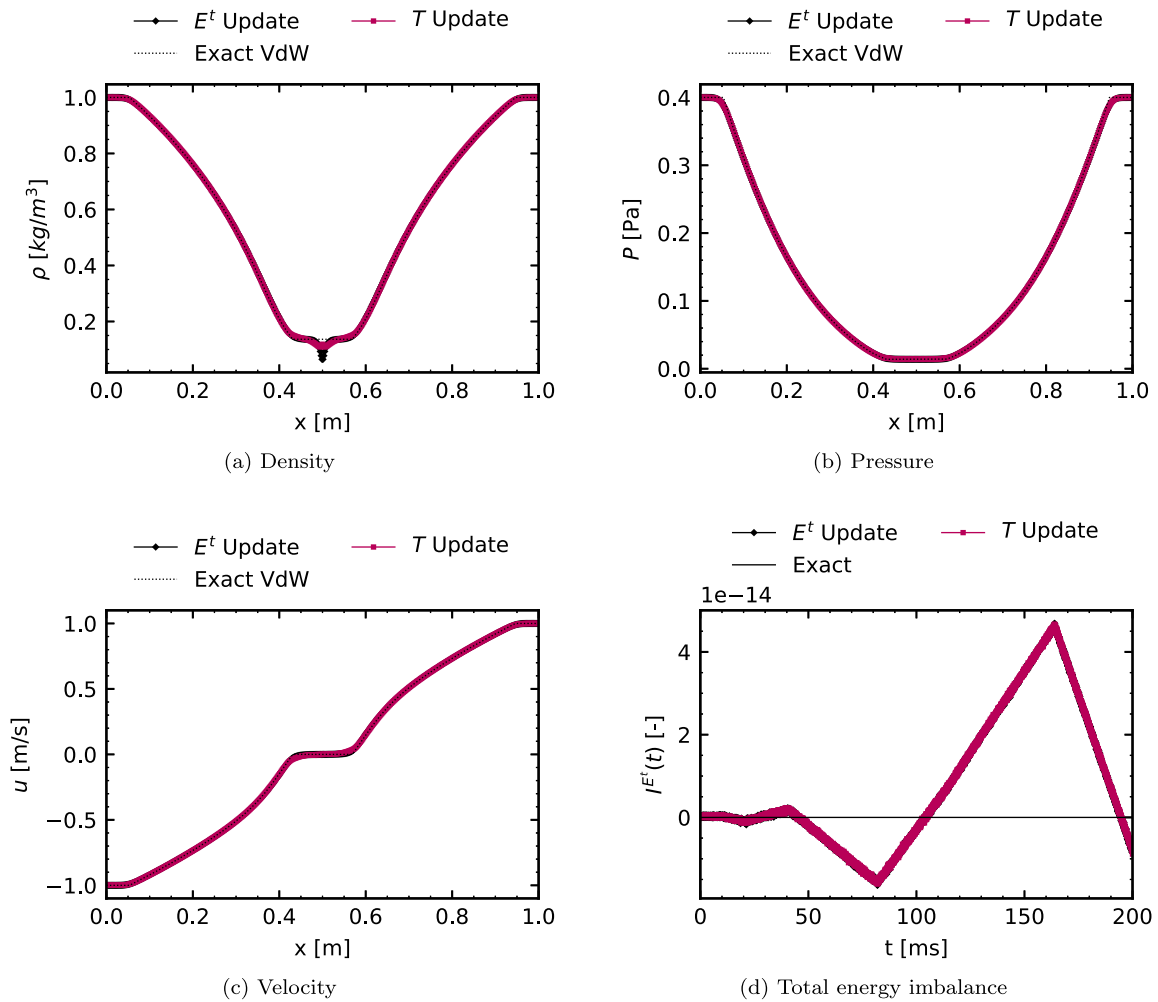 E^t Update
T Update
Exact VdW
ρ [kg/m^3]
1.0
0.8
0.6
0.4
0.2
0.0 0.2 0.4 0.6 0.8 1.0
x [m]
(a) Density
E^t Update
T Update
Exact VdW
P [Pa]
0.4
0.3
0.2
0.1
0.0
0.0 0.2 0.4 0.6 0.8 1.0
x [m]
(b) Pressure
E^t Update
T Update
Exact VdW
u [m/s]
1.0
0.5
0.0
−0.5
−1.0
0.0 0.2 0.4 0.6 0.8 1.0
x [m]
(c) Velocity
E^t Update
T Update
Exact
1e−14
I^{E^t}(t) [-]
4
2
0
0 50 100 150 200
t [ms]
(d) Total energy imbalance